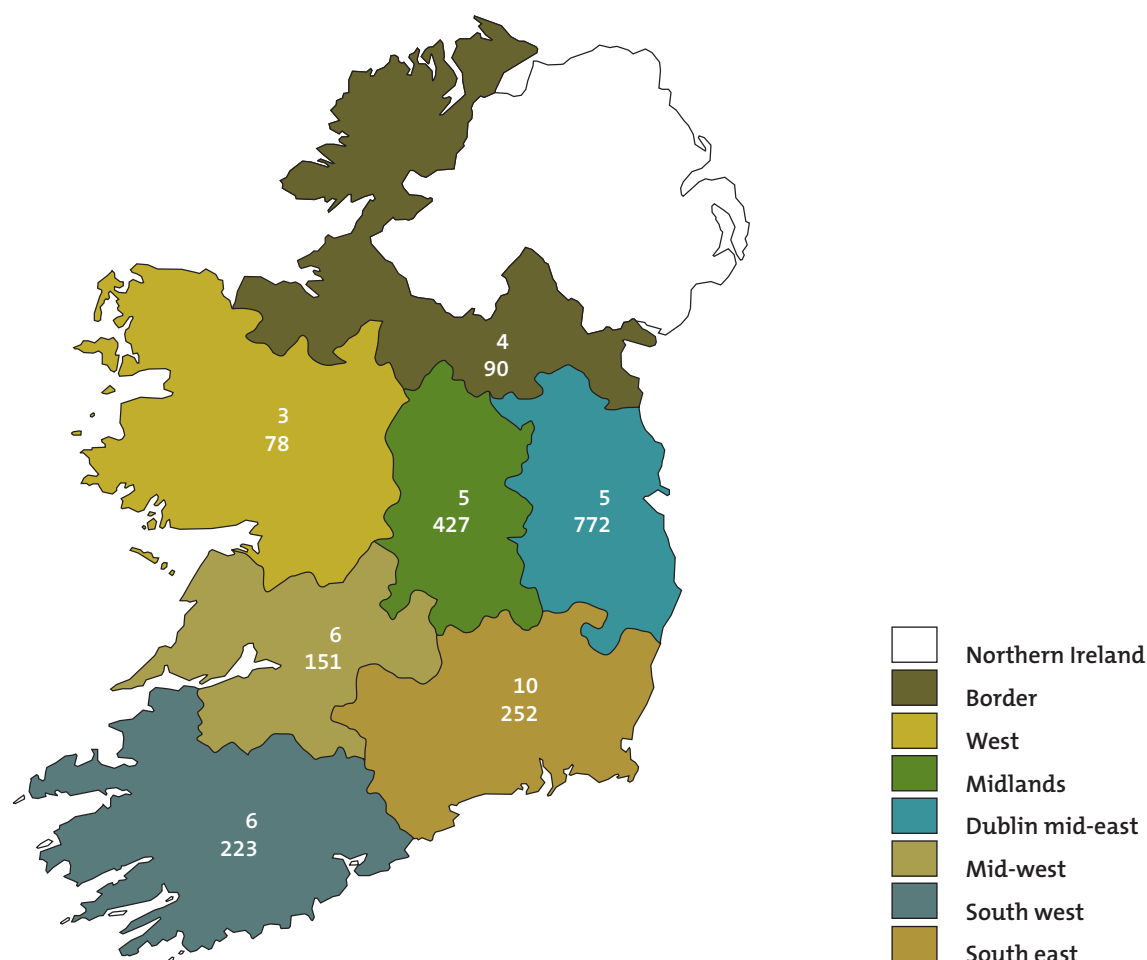 4
90
3
78
5
427
5
772
6
151
10
252
6
223
Northern Ireland
Border
West
Midlands
Dublin mid-east
Mid-west
South west
South east